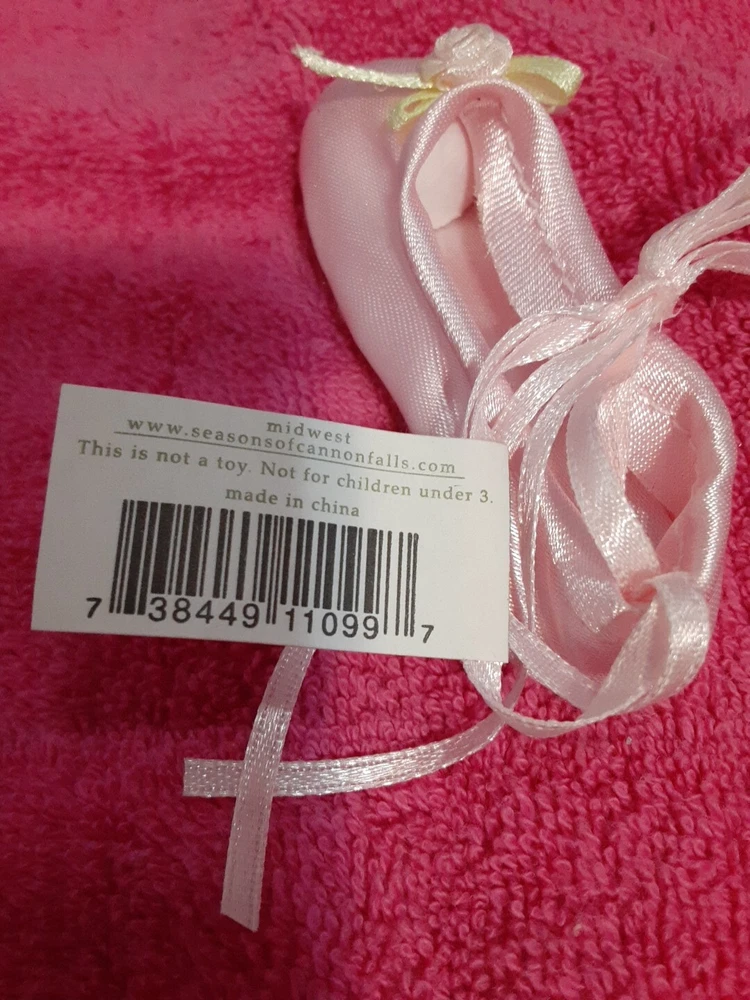 midwest
www.seasonsofcannonfalls.com
This is not a toy. Not for children under 3.
made in china
7 38449 11099 7